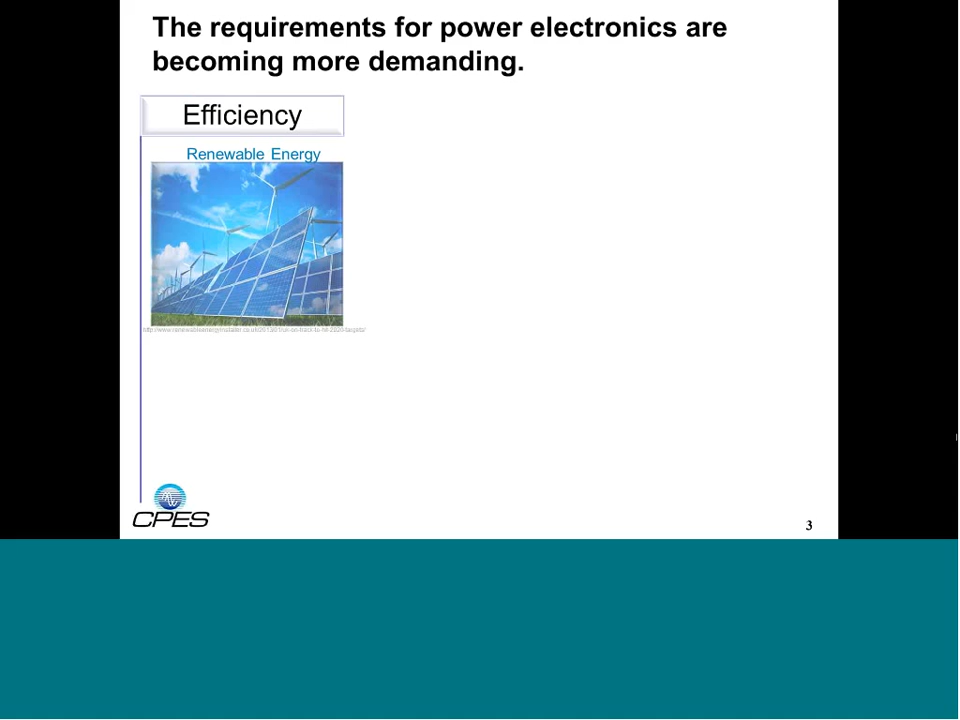 The requirements for power electronics are
becoming more demanding.
Efficiency
Renewable Energy
CPES
3